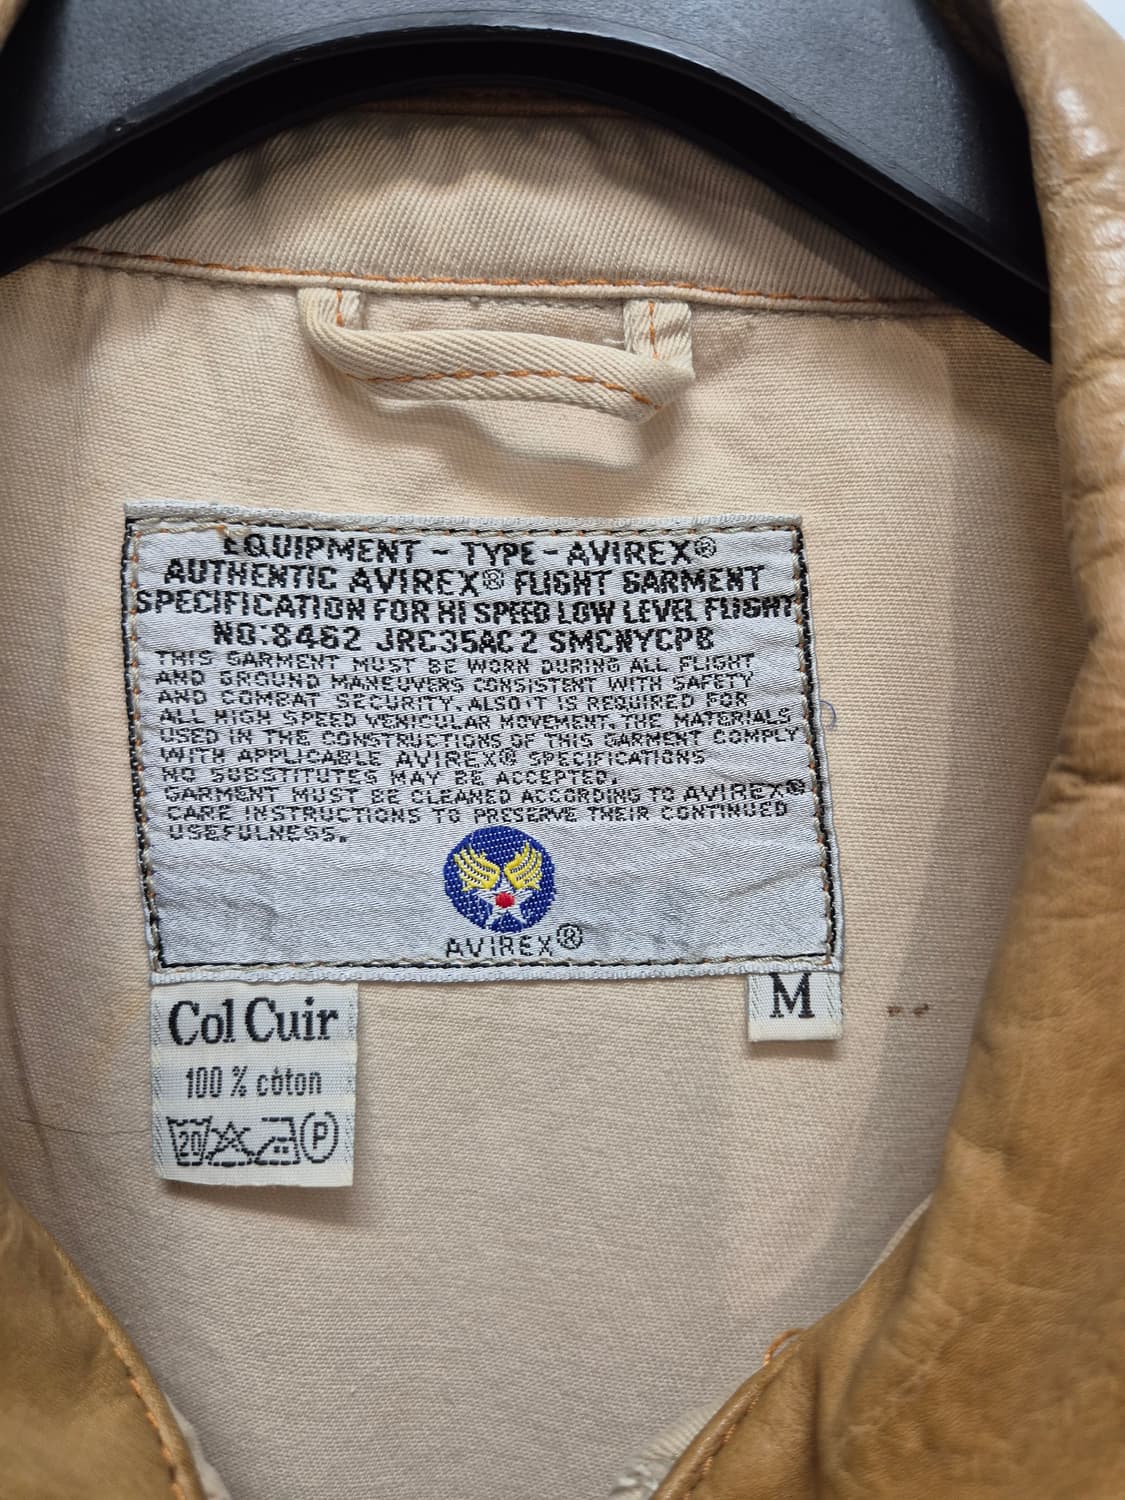 EQUIPMENT - TYPE - AVIREX®
AUTHENTIC AVIREX® FLIGHT GARMENT
SPECIFICATION FOR HI SPEED LOW LEVEL FLIGHT
NO:8462 JRC35AC2 SMCNYCPB
THIS GARMENT MUST BE WORN DURING ALL FLIGHT
AND GROUND MANEUVERS CONSISTENT WITH SAFETY
AND COMBAT SECURITY. ALSO IT IS REQUIRED FOR
ALL HIGH SPEED VEHICULAR MOVEMENT. THE MATERIALS
USED IN THE CONSTRUCTIONS OF THIS GARMENT COMPLY
WITH APPLICABLE AVIREX® SPECIFICATIONS
NO SUBSTITUTES MAY BE ACCEPTED.
GARMENT MUST BE CLEANED ACCORDING TO AVIREX®
CARE INSTRUCTIONS TO PRESERVE THEIR CONTINUED
USEFULNESS.
AVIREX®
Col Cuir
100 % coton
20 P
M